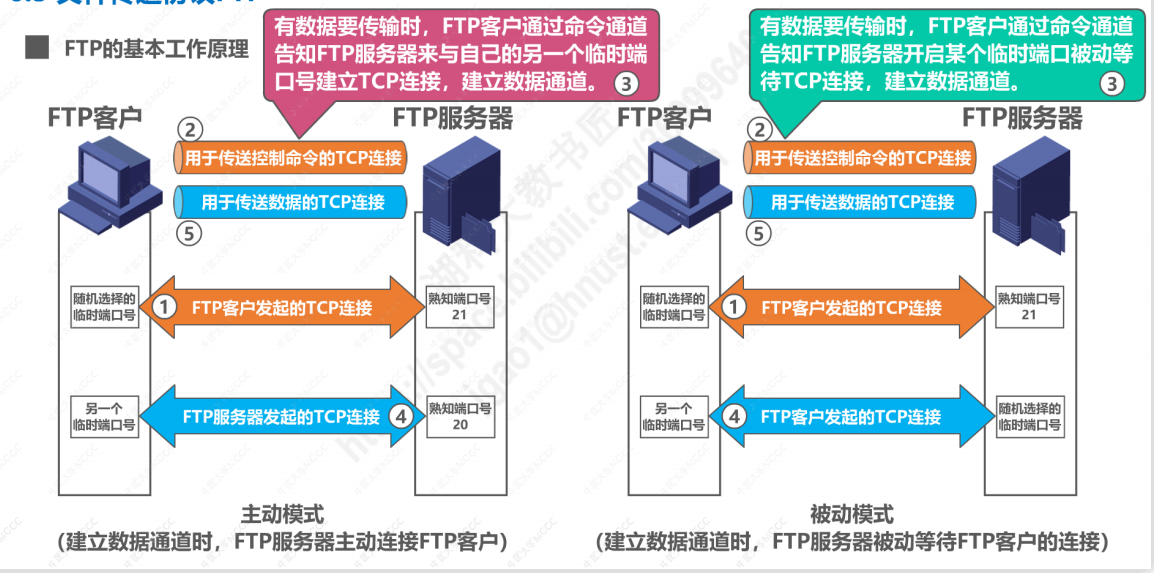 FTP的基本工作原理
有数据要传输时，FTP客户通过命令通道
告知FTP服务器来与自己的另一个临时端
口号建立TCP连接，建立数据通道。 ③
FTP客户
FTP服务器
②
用于传送控制命令的TCP连接
用于传送数据的TCP连接
⑤
随机选择的
临时端口号
① FTP客户发起的TCP连接
熟知端口号
21
另一个
临时端口号
FTP服务器发起的TCP连接 ④
熟知端口号
20
主动模式
（建立数据通道时，FTP服务器主动连接FTP客户）
有数据要传输时，FTP客户通过命令通道
告知FTP服务器开启某个临时端口被动等
待TCP连接，建立数据通道。 ③
FTP客户
FTP服务器
②
用于传送控制命令的TCP连接
用于传送数据的TCP连接
⑤
随机选择的
临时端口号
① FTP客户发起的TCP连接
熟知端口号
21
另一个
临时端口号
④ FTP客户发起的TCP连接
随机选择的
临时端口号
被动模式
（建立数据通道时，FTP服务器被动等待FTP客户的连接）